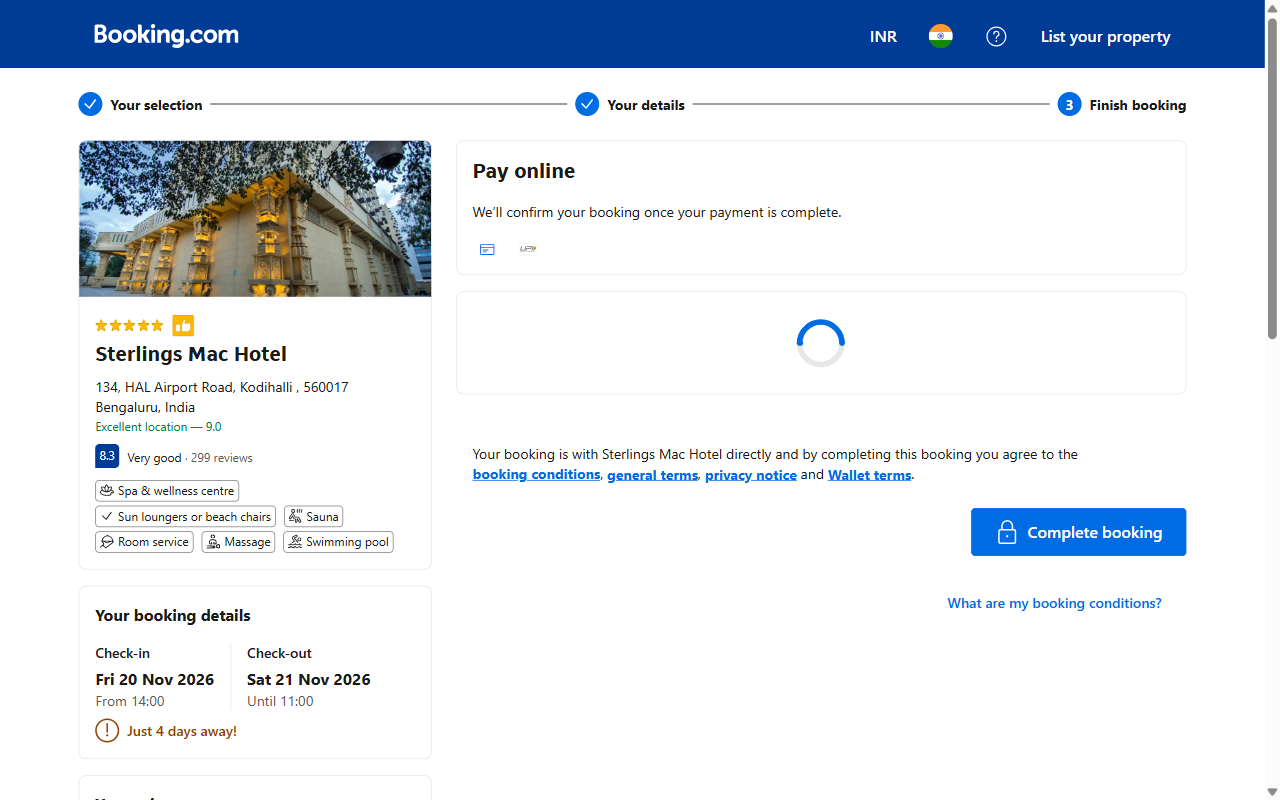 Booking.com
INR
List your property
Your selection
Your details
3 Finish booking
Pay online
We'll confirm your booking once your payment is complete.
UPI
Sterlings Mac Hotel
134, HAL Airport Road, Kodihalli , 560017
Bengaluru, India
Excellent location — 9.0
8.3 Very good · 299 reviews
Spa & wellness centre
Sun loungers or beach chairs
Sauna
Room service
Massage
Swimming pool
Your booking is with Sterlings Mac Hotel directly and by completing this booking you agree to the
booking conditions, general terms, privacy notice and Wallet terms.
Complete booking
What are my booking conditions?
Your booking details
Check-in
Fri 20 Nov 2026
From 14:00
Check-out
Sat 21 Nov 2026
Until 11:00
Just 4 days away!